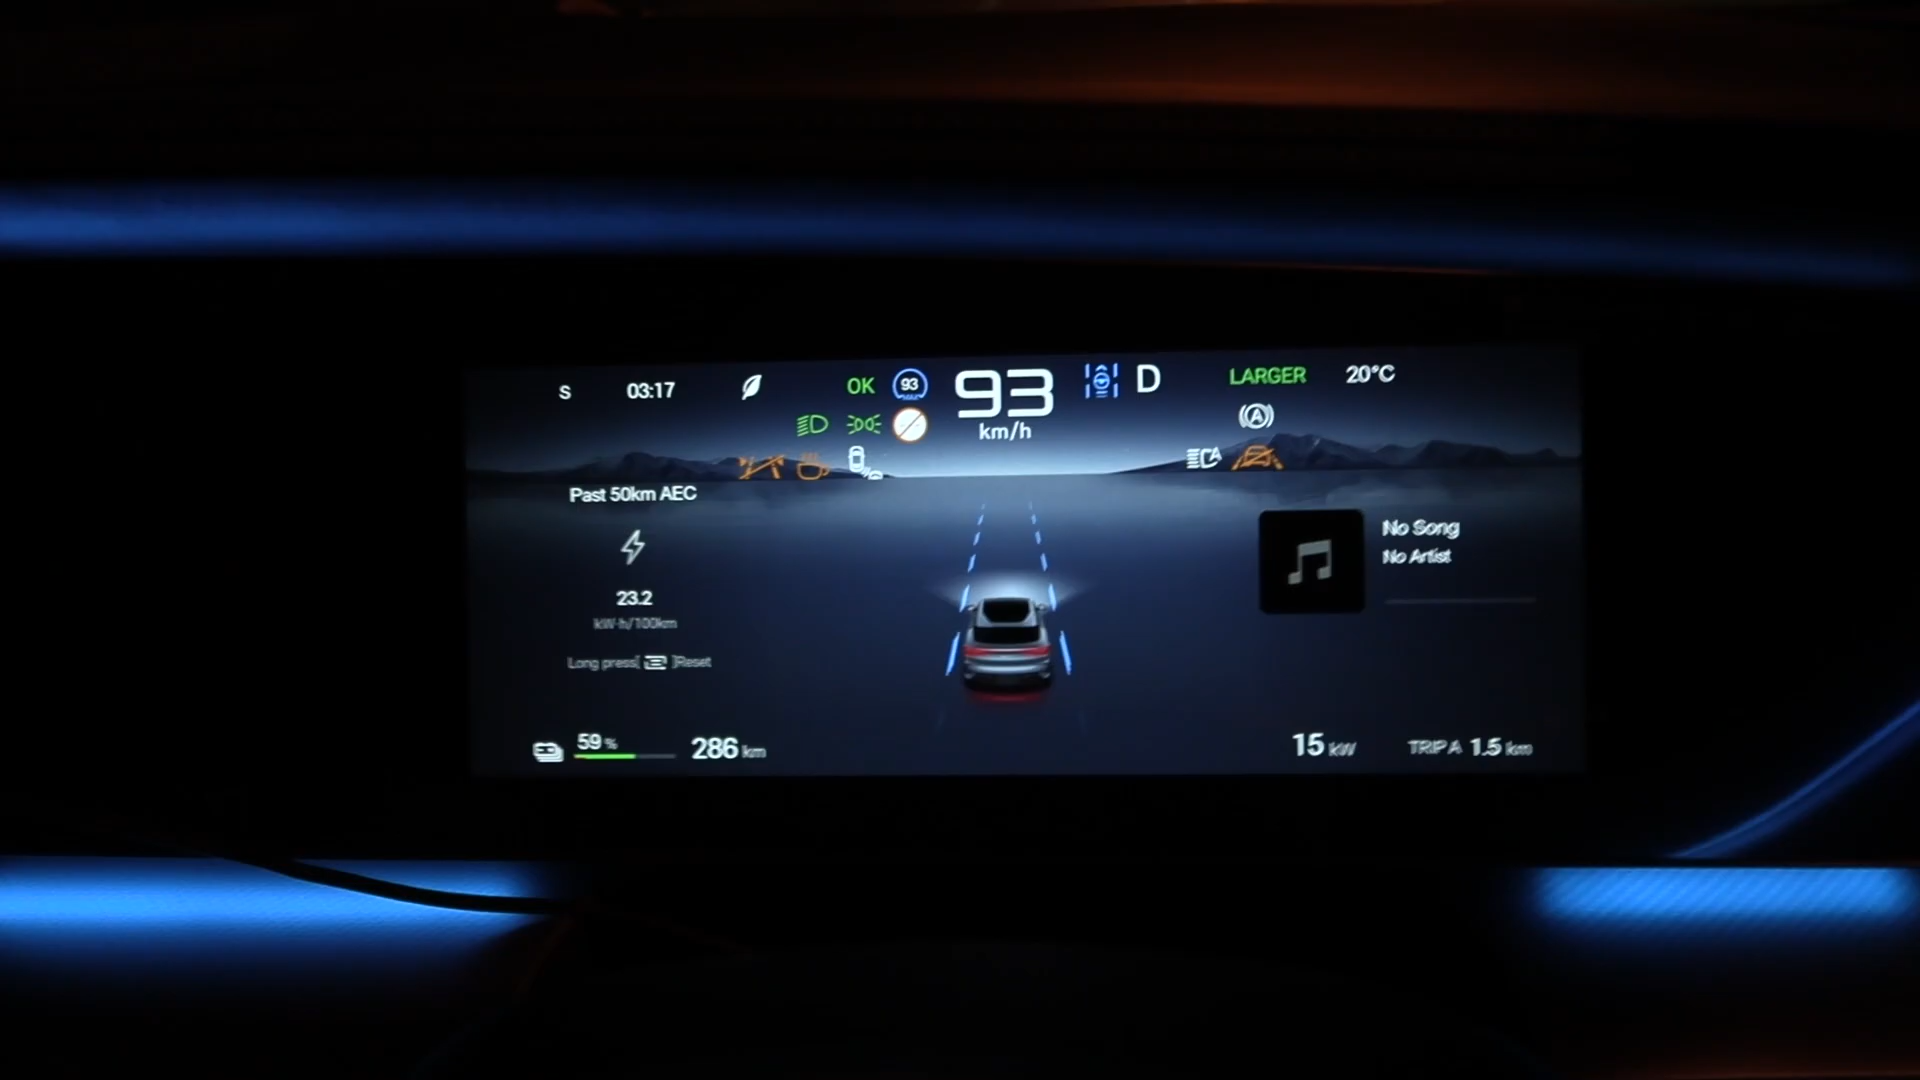 S 03:17 OK 93 93 D LARGER 20°C
MAX
km/h
A
A
Past 50km AEC
23.2
kW·h/100km
Long press[ ]Reset
No Song
No Artist
59 % 286 km 15 kW TRIP A 1.5 km